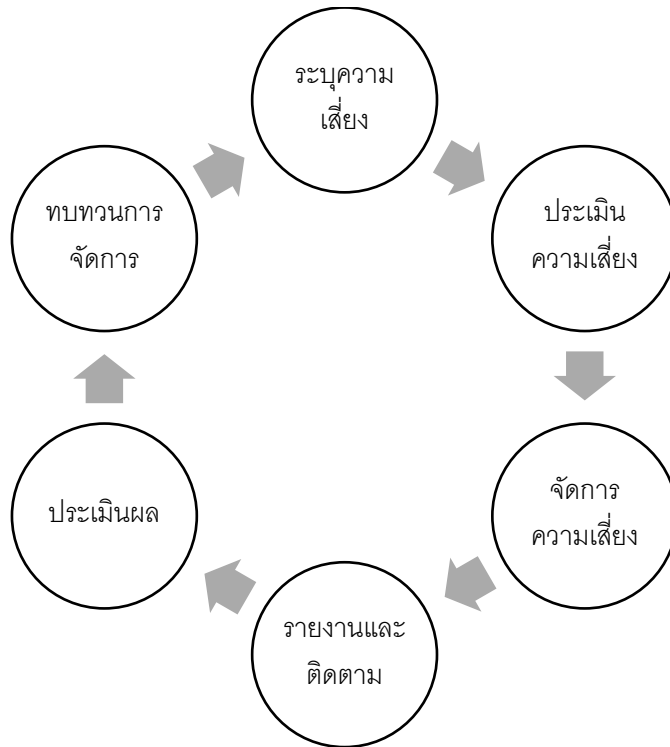 ระบุความ
เสี่ยง
ประเมิน
ความเสี่ยง
จัดการ
ความเสี่ยง
รายงานและ
ติดตาม
ประเมินผล
ทบทวนการ
จัดการ